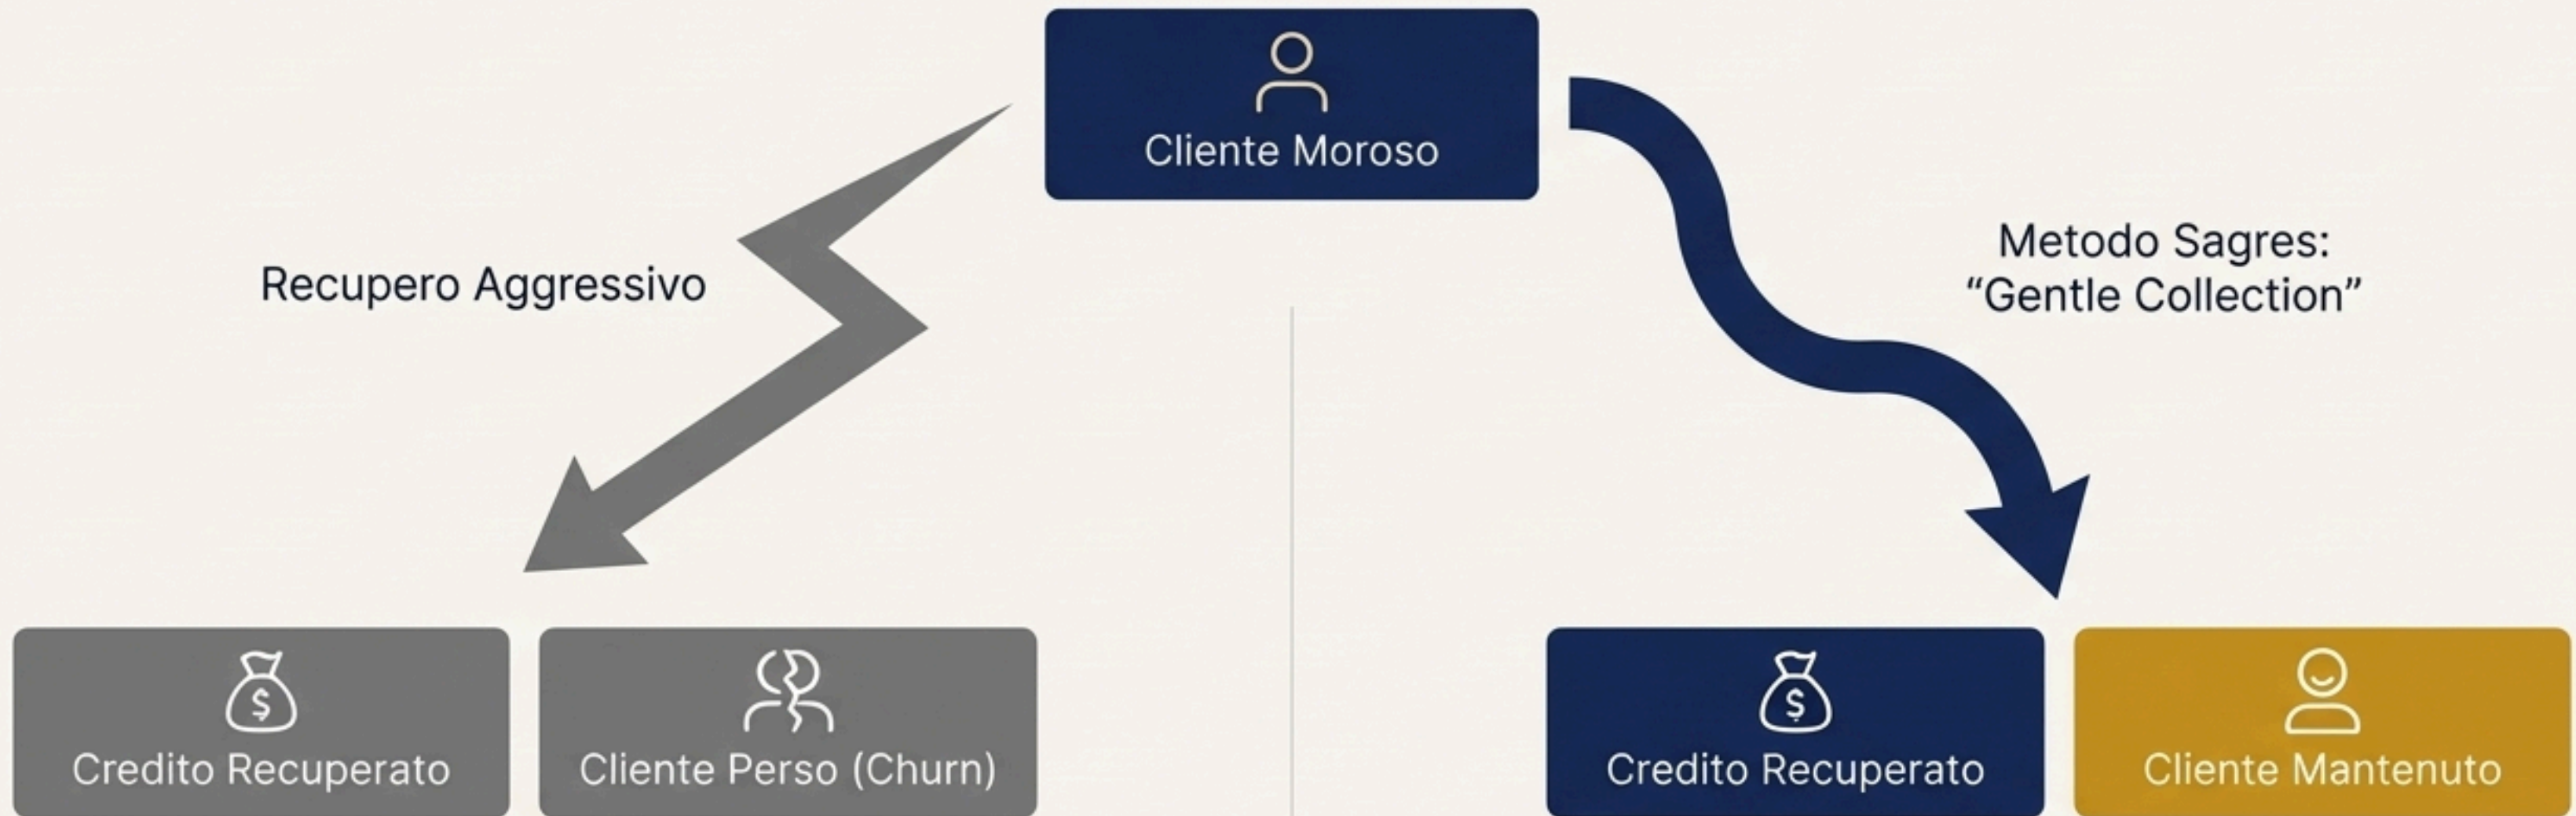 Cliente Moroso
Recupero Aggressivo
Metodo Sagres:
“Gentle Collection”
$
Credito Recuperato
Cliente Perso (Churn)
$
Credito Recuperato
Cliente Mantenuto